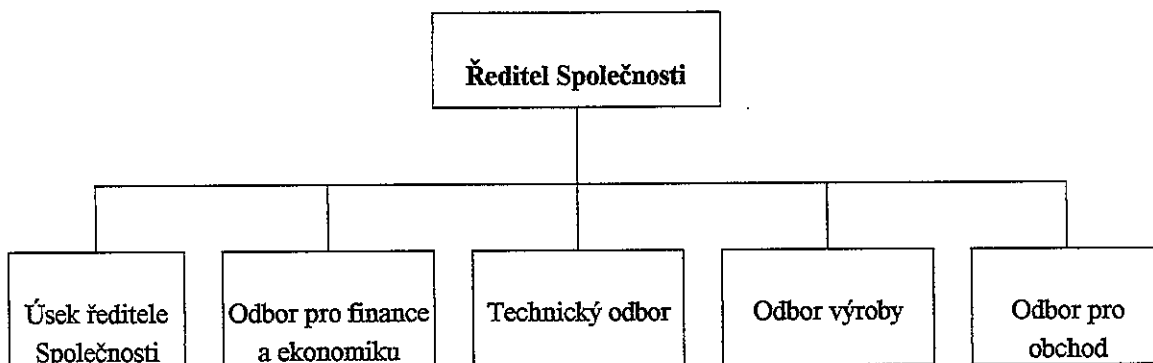 Ředitel Společnosti
Úsek ředitele
Společnosti
Odbor pro finance
a ekonomiku
Technický odbor
Odbor výroby
Odbor pro
obchod